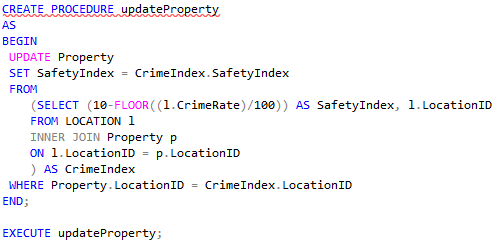 CREATE PROCEDURE updateProperty
AS
BEGIN
UPDATE Property
SET SafetyIndex = CrimeIndex.SafetyIndex
FROM
(SELECT (10-FLOOR((l.CrimeRate)/100)) AS SafetyIndex, l.LocationID
FROM LOCATION l
INNER JOIN Property p
ON l.LocationID = p.LocationID
) AS CrimeIndex
WHERE Property.LocationID = CrimeIndex.LocationID
END;
EXECUTE updateProperty;